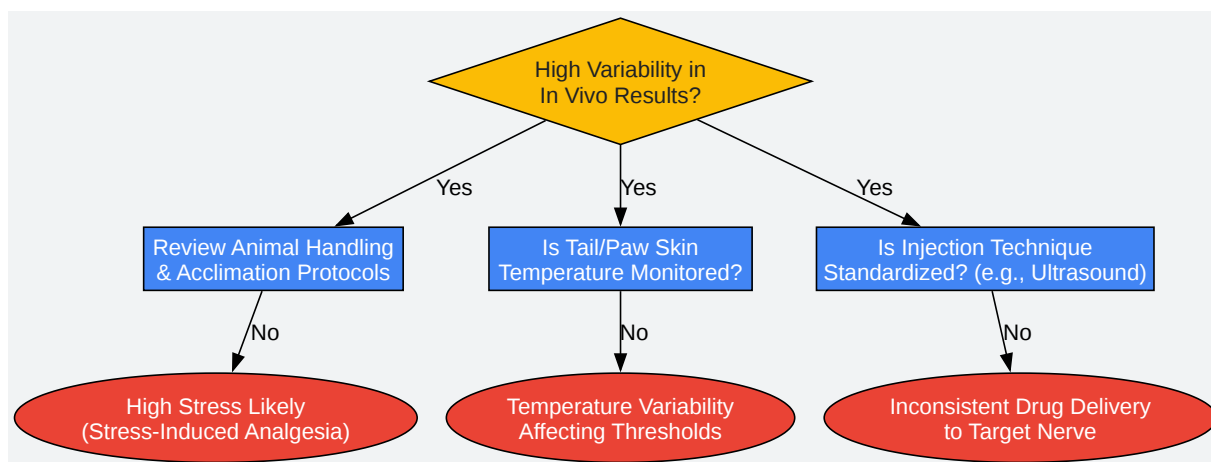 High Variability in
In Vivo Results?
Yes
Yes
Yes
Review Animal Handling
& Acclimation Protocols
Is Tail/Paw Skin
Temperature Monitored?
Is Injection Technique
Standardized? (e.g., Ultrasound)
No
No
No
High Stress Likely
(Stress-Induced Analgesia)
Temperature Variability
Affecting Thresholds
Inconsistent Drug Delivery
to Target Nerve